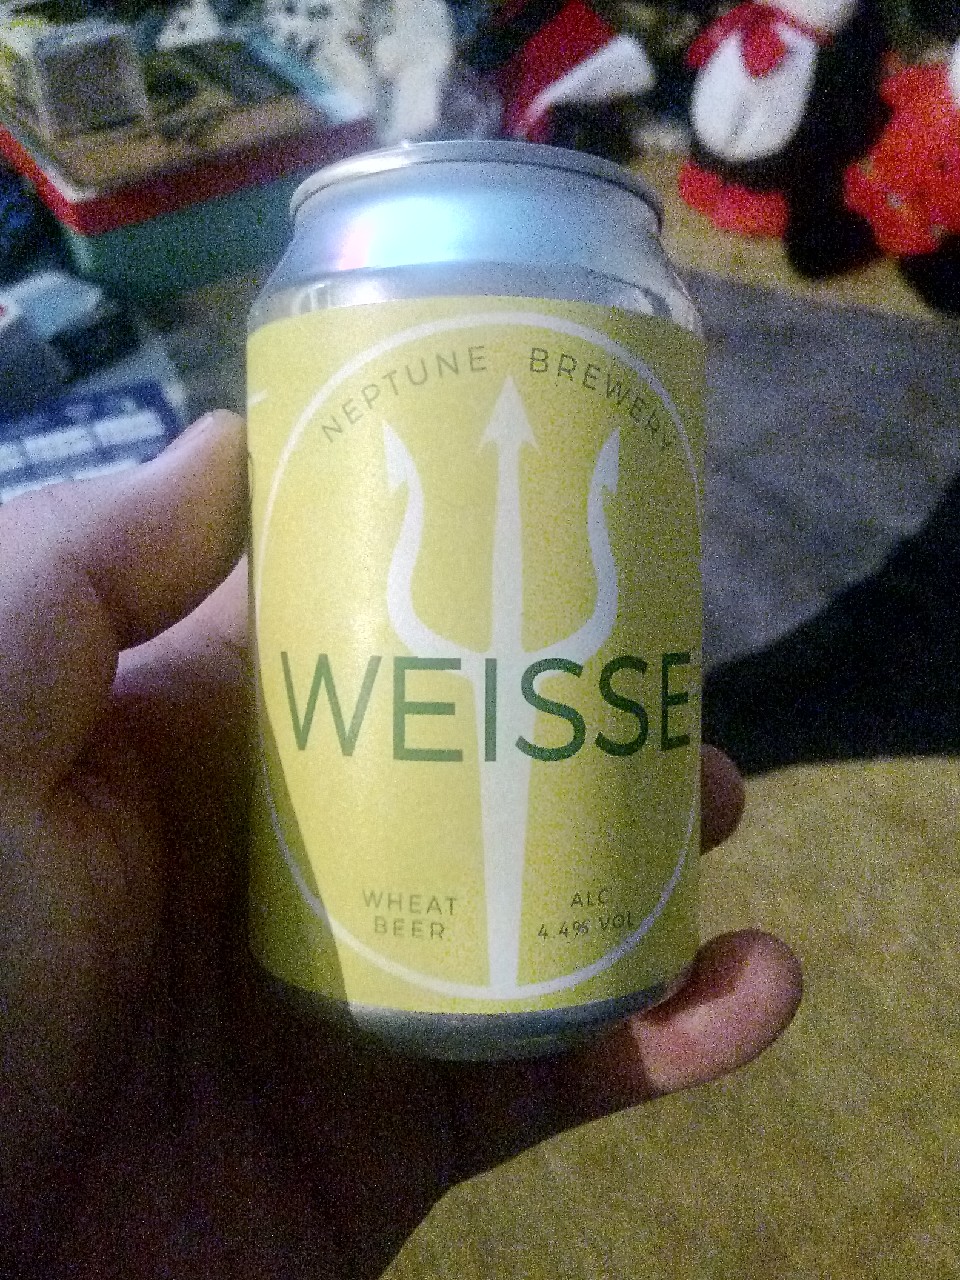 NEPTUNE BREWERY
WEISSE
WHEAT
BEER
ALC
4.4% VOL